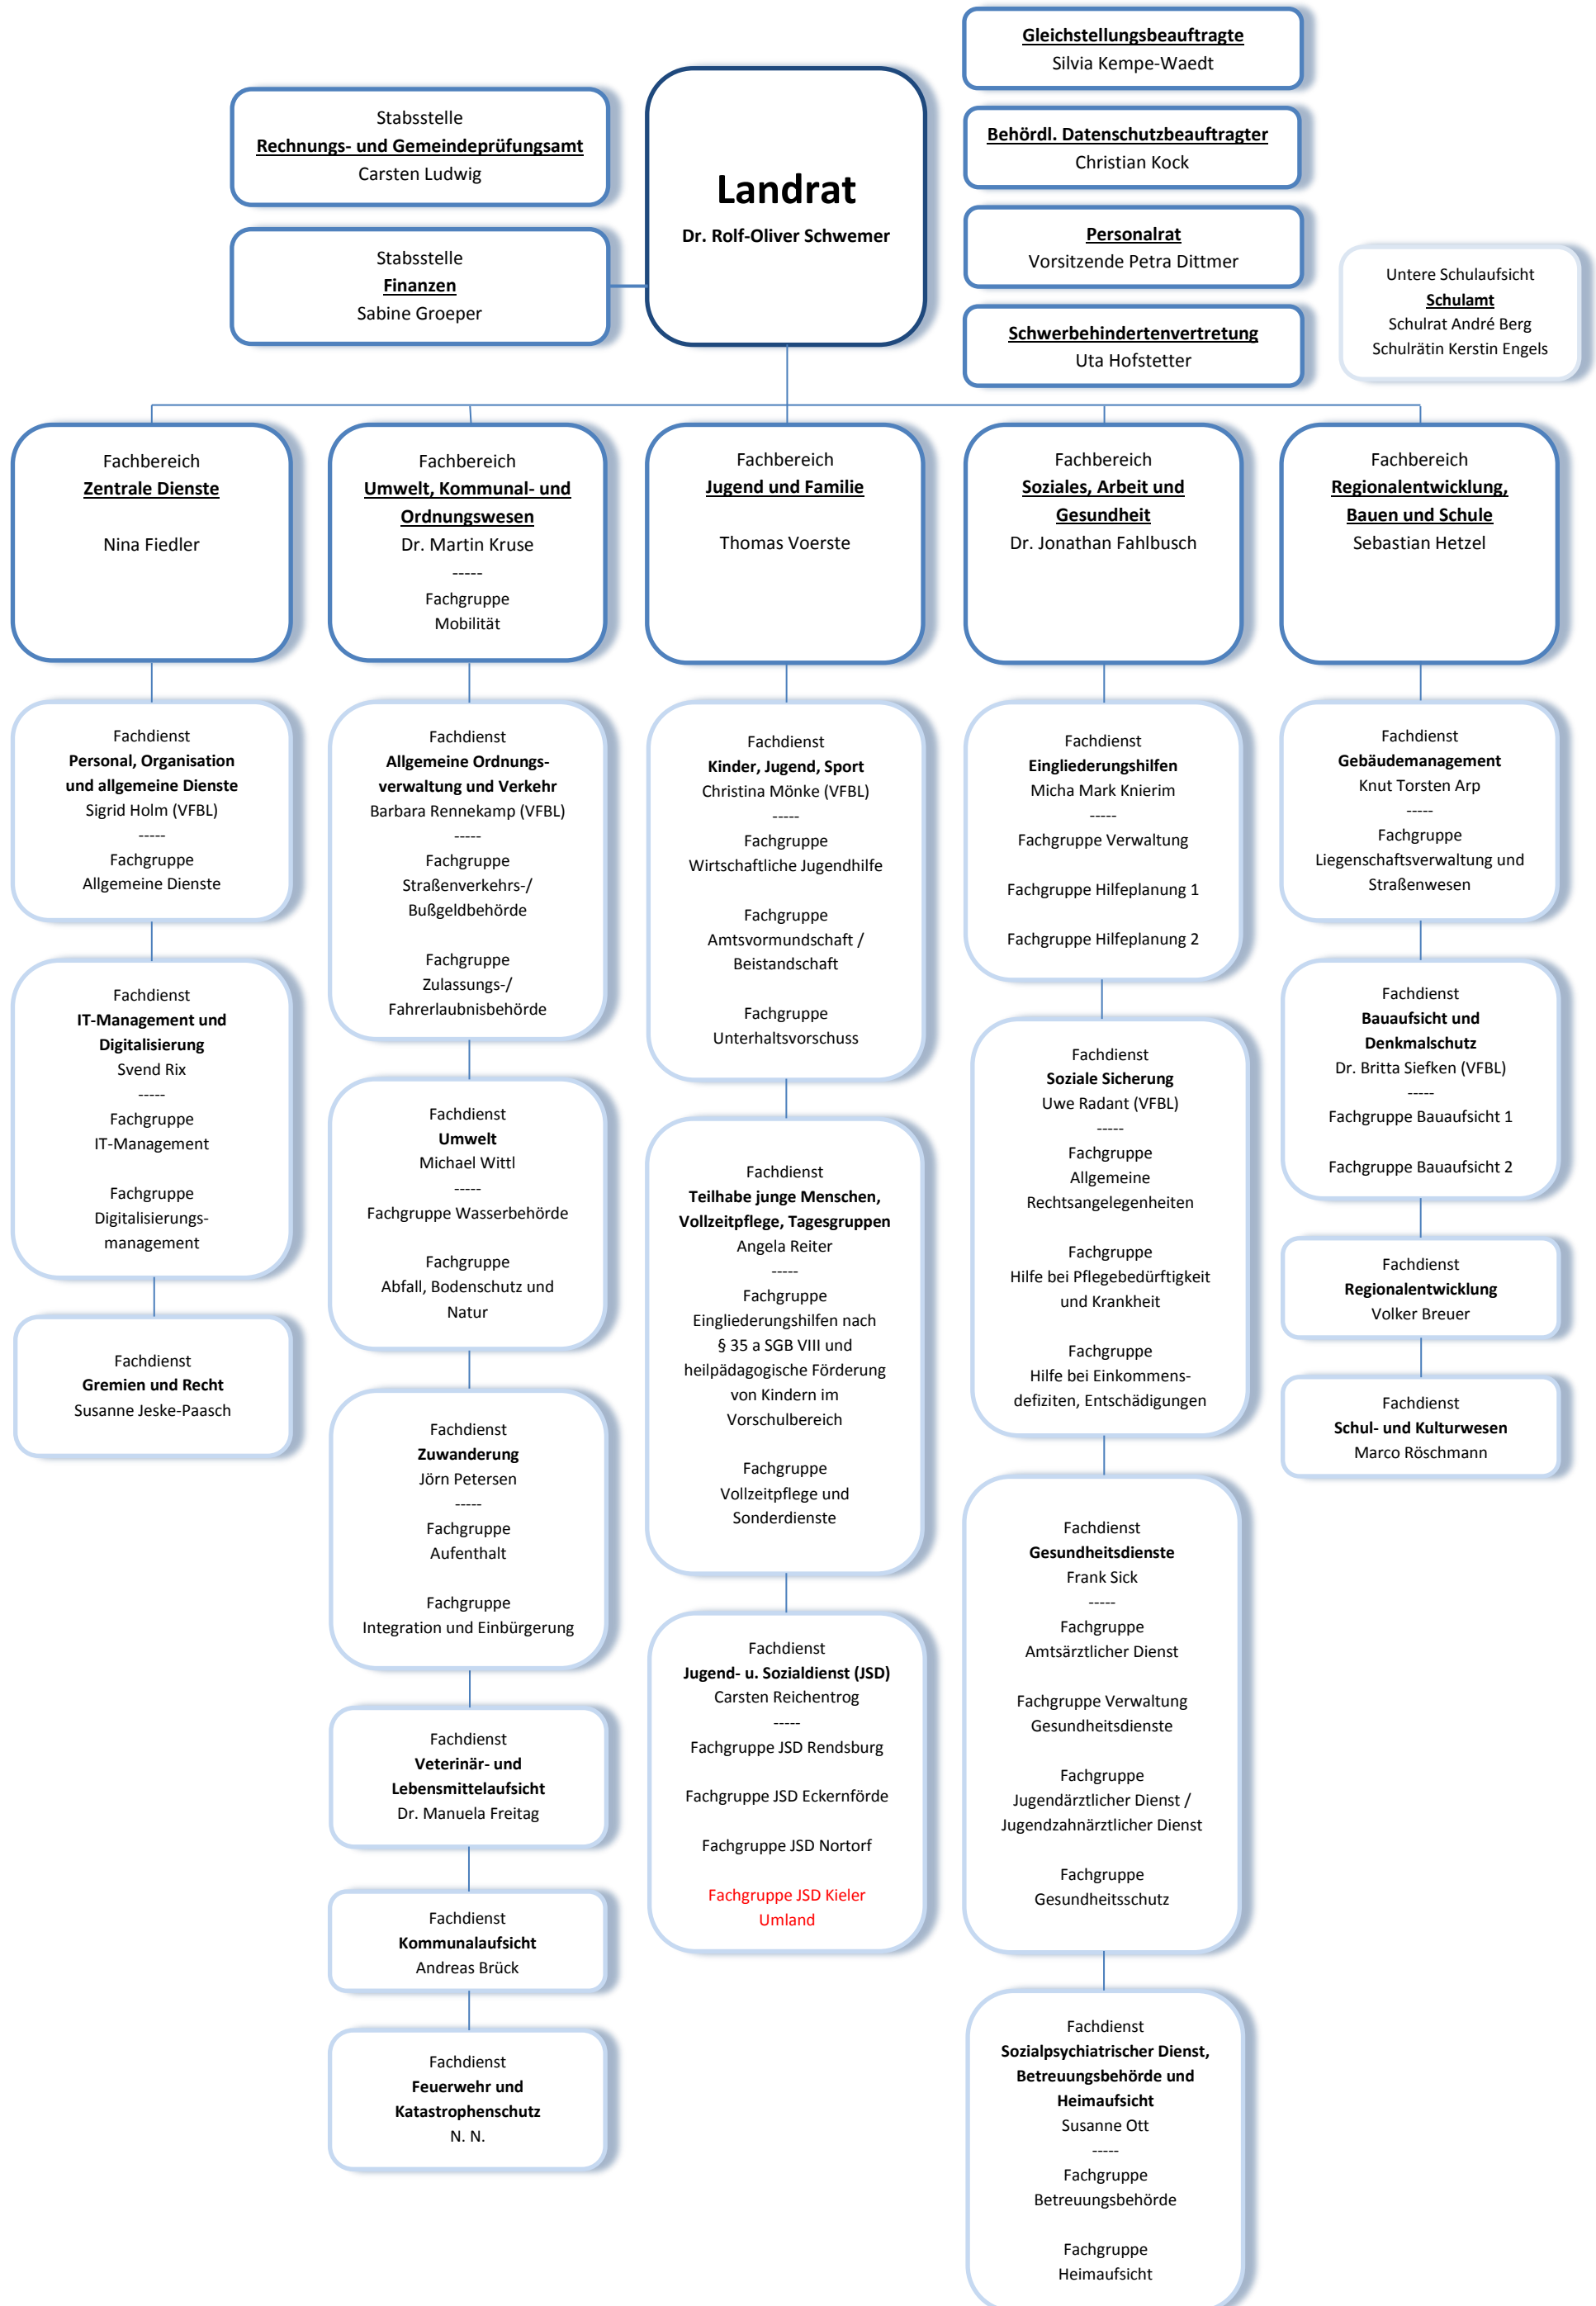 Gleichstellungsbeauftragte
Silvia Kempe-Waedt
Stabsstelle
Rechnungs- und Gemeindeprüfungsamt
Carsten Ludwig
Behördl. Datenschutzbeauftragter
Christian Kock
Landrat
Dr. Rolf-Oliver Schwemer
Stabsstelle
Finanzen
Sabine Groeper
Personalrat
Vorsitzende Petra Dittmer
Untere Schulaufsicht
Schulamt
Schulrat André Berg
Schulrätin Kerstin Engels
Schwerbehindertenvertretung
Uta Hofstetter
Fachbereich
Zentrale Dienste
Nina Fiedler
Fachdienst
Personal, Organisation
und allgemeine Dienste
Sigrid Holm (VFBL)
-----
Fachgruppe
Allgemeine Dienste
Fachdienst
IT-Management und
Digitalisierung
Svend Rix
-----
Fachgruppe
IT-Management
Fachgruppe
Digitalisierungs-
management
Fachdienst
Gremien und Recht
Susanne Jeske-Paasch
Fachbereich
Umwelt, Kommunal- und
Ordnungswesen
Dr. Martin Kruse
-----
Fachgruppe
Mobilität
Fachdienst
Allgemeine Ordnungs-
verwaltung und Verkehr
Barbara Rennekamp (VFBL)
-----
Fachgruppe
Straßenverkehrs-/
Bußgeldbehörde
Fachgruppe
Zulassungs-/
Fahrerlaubnisbehörde
Fachdienst
Umwelt
Michael Wittl
-----
Fachgruppe Wasserbehörde
Fachgruppe
Abfall, Bodenschutz und
Natur
Fachdienst
Zuwanderung
Jörn Petersen
-----
Fachgruppe
Aufenthalt
Fachgruppe
Integration und Einbürgerung
Fachdienst
Veterinär- und
Lebensmittelaufsicht
Dr. Manuela Freitag
Fachdienst
Kommunalaufsicht
Andreas Brück
Fachdienst
Feuerwehr und
Katastrophenschutz
N. N.
Fachbereich
Jugend und Familie
Thomas Voerste
Fachdienst
Kinder, Jugend, Sport
Christina Mönke (VFBL)
-----
Fachgruppe
Wirtschaftliche Jugendhilfe
Fachgruppe
Amtsvormundschaft /
Beistandschaft
Fachgruppe
Unterhaltsvorschuss
Fachdienst
Teilhabe junge Menschen,
Vollzeitpflege, Tagesgruppen
Angela Reiter
-----
Fachgruppe
Eingliederungshilfen nach
§ 35 a SGB VIII und
heilpädagogische Förderung
von Kindern im
Vorschulbereich
Fachgruppe
Vollzeitpflege und
Sonderdienste
Fachdienst
Jugend- u. Sozialdienst (JSD)
Carsten Reichentrog
-----
Fachgruppe JSD Rendsburg
Fachgruppe JSD Eckernförde
Fachgruppe JSD Nortorf
Fachgruppe JSD Kieler
Umland
Fachbereich
Soziales, Arbeit und
Gesundheit
Dr. Jonathan Fahlbusch
Fachdienst
Eingliederungshilfen
Micha Mark Knierim
-----
Fachgruppe Verwaltung
Fachgruppe Hilfeplanung 1
Fachgruppe Hilfeplanung 2
Fachdienst
Soziale Sicherung
Uwe Radant (VFBL)
-----
Fachgruppe
Allgemeine
Rechtsangelegenheiten
Fachgruppe
Hilfe bei Pflegebedürftigkeit
und Krankheit
Fachgruppe
Hilfe bei Einkommens-
defiziten, Entschädigungen
Fachdienst
Gesundheitsdienste
Frank Sick
-----
Fachgruppe
Amtsärztlicher Dienst
Fachgruppe Verwaltung
Gesundheitsdienste
Fachgruppe
Jugendärztlicher Dienst /
Jugendzahnärztlicher Dienst
Fachgruppe
Gesundheitsschutz
Fachdienst
Sozialpsychiatrischer Dienst,
Betreuungsbehörde und
Heimaufsicht
Susanne Ott
-----
Fachgruppe
Betreuungsbehörde
Fachgruppe
Heimaufsicht
Fachbereich
Regionalentwicklung,
Bauen und Schule
Sebastian Hetzel
Fachdienst
Gebäudemanagement
Knut Torsten Arp
-----
Fachgruppe
Liegenschaftsverwaltung und
Straßenwesen
Fachdienst
Bauaufsicht und
Denkmalschutz
Dr. Britta Siefken (VFBL)
-----
Fachgruppe Bauaufsicht 1
Fachgruppe Bauaufsicht 2
Fachdienst
Regionalentwicklung
Volker Breuer
Fachdienst
Schul- und Kulturwesen
Marco Röschmann